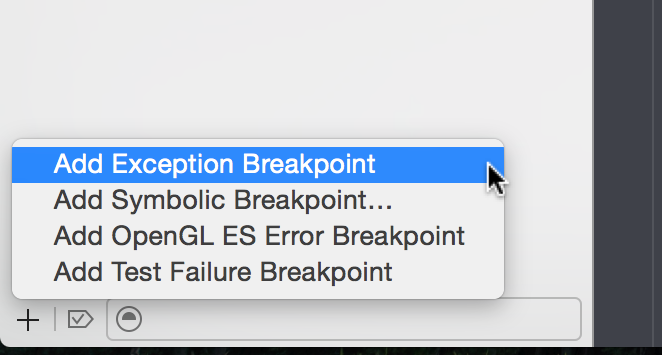 Add Exception Breakpoint
Add Symbolic Breakpoint...
Add OpenGL ES Error Breakpoint
Add Test Failure Breakpoint